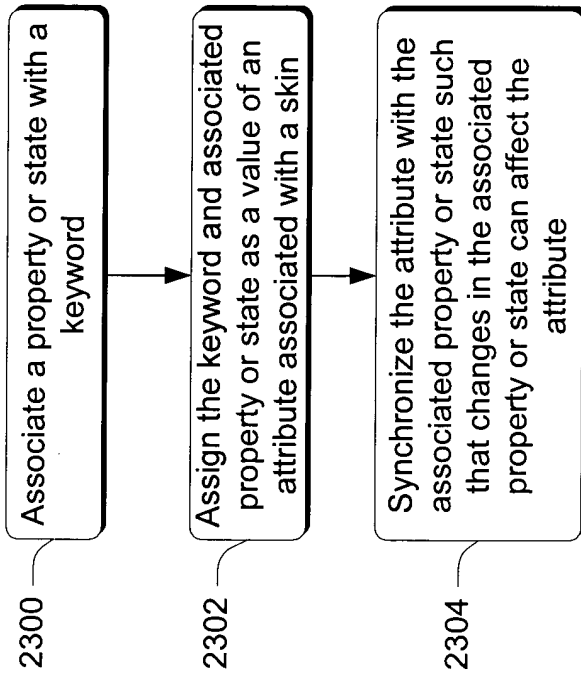 2300
Associate a property or state with a
keyword
2302
Assign the keyword and associated
property or state as a value of an
attribute associated with a skin
2304
Synchronize the attribute with the
associated property or state such
that changes in the associated
property or state can affect the
attribute